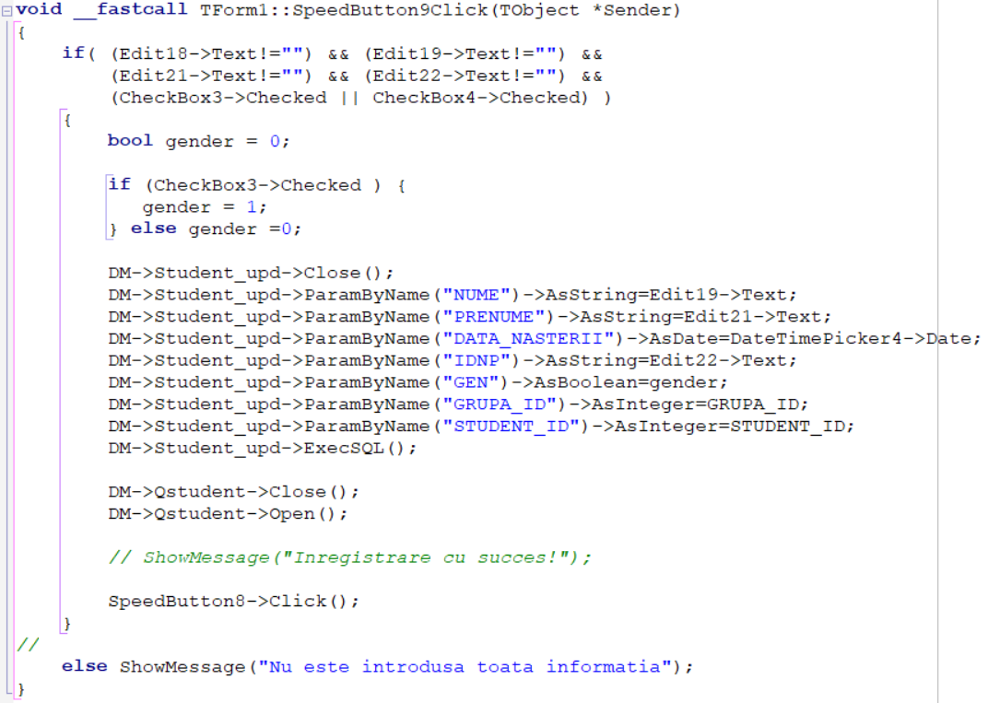 void __fastcall TForm1::SpeedButton9Click(TObject *Sender)
{
if( (Edit18->Text!="") && (Edit19->Text!="") &&
(Edit21->Text!="") && (Edit22->Text!="") &&
(CheckBox3->Checked || CheckBox4->Checked) )
{
bool gender = 0;
if (CheckBox3->Checked ) {
gender = 1;
} else gender =0;
DM->Student_upd->Close();
DM->Student_upd->ParamByName("NUME")->AsString=Edit19->Text;
DM->Student_upd->ParamByName("PRENUME")->AsString=Edit21->Text;
DM->Student_upd->ParamByName("DATA_NASTERII")->AsDate=DateTimePicker4->Date;
DM->Student_upd->ParamByName("IDNP")->AsString=Edit22->Text;
DM->Student_upd->ParamByName("GEN")->AsBoolean=gender;
DM->Student_upd->ParamByName("GRUPA_ID")->AsInteger=GRUPA_ID;
DM->Student_upd->ParamByName("STUDENT_ID")->AsInteger=STUDENT_ID;
DM->Student_upd->ExecSQL();
DM->Qstudent->Close();
DM->Qstudent->Open();
// ShowMessage("Inregistrare cu succes!");
SpeedButton8->Click();
}
//
else ShowMessage("Nu este introdusa toata informatia");
}